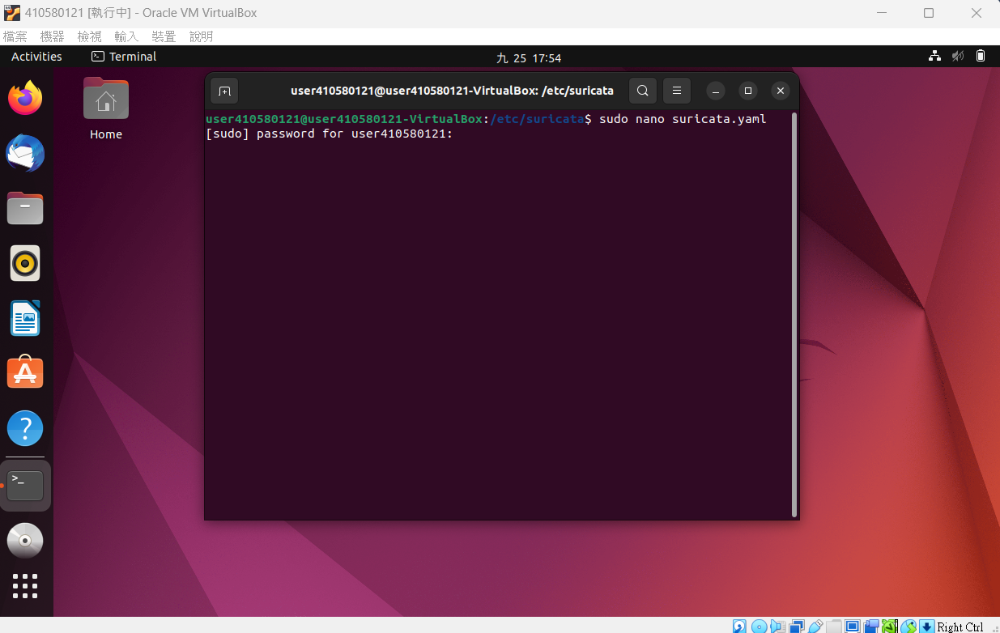 410580121 [執行中] - Oracle VM VirtualBox
檔案 機器 檢視 輸入 裝置 說明
Activities Terminal 九 25 17:54
Home
user410580121@user410580121-VirtualBox: /etc/suricata
user410580121@user410580121-VirtualBox:/etc/suricata$ sudo nano suricata.yaml
[sudo] password for user410580121:
Right Ctrl